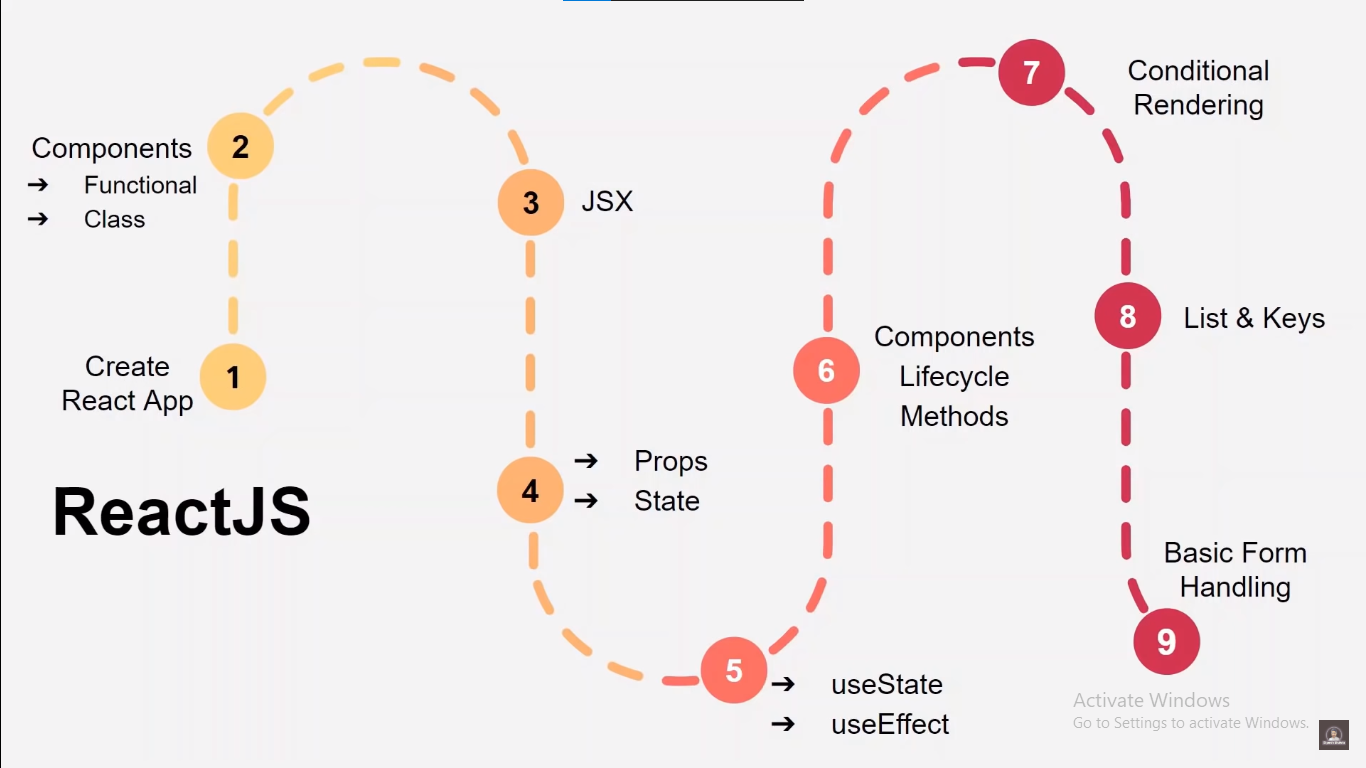 1
Create
React App
2
Components
➔ Functional
➔ Class
3
JSX
4
➔ Props
➔ State
5
➔ useState
➔ useEffect
6
Components
Lifecycle
Methods
7
Conditional
Rendering
8
List & Keys
9
Basic Form
Handling
ReactJS
Activate Windows
Go to Settings to activate Windows.